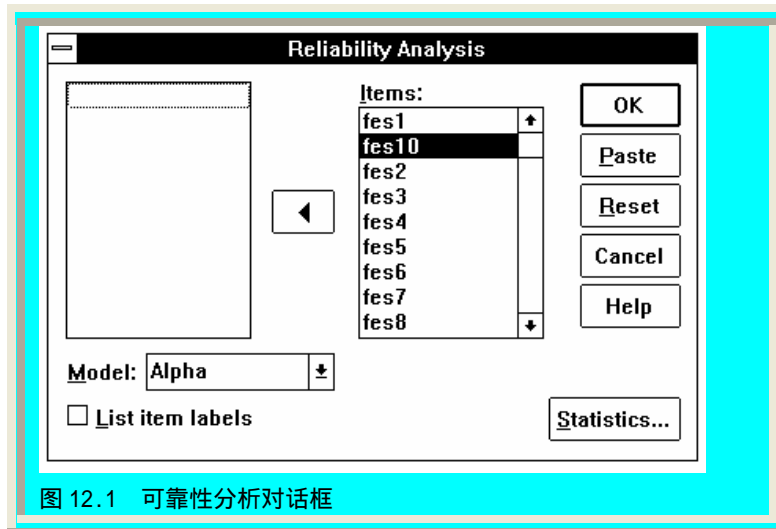 Reliability Analysis
Items:
fes1
fes10
fes2
fes3
fes4
fes5
fes6
fes7
fes8
OK
Paste
Reset
Cancel
Help
Model: Alpha
List item labels
Statistics...
图 12.1 可靠性分析对话框